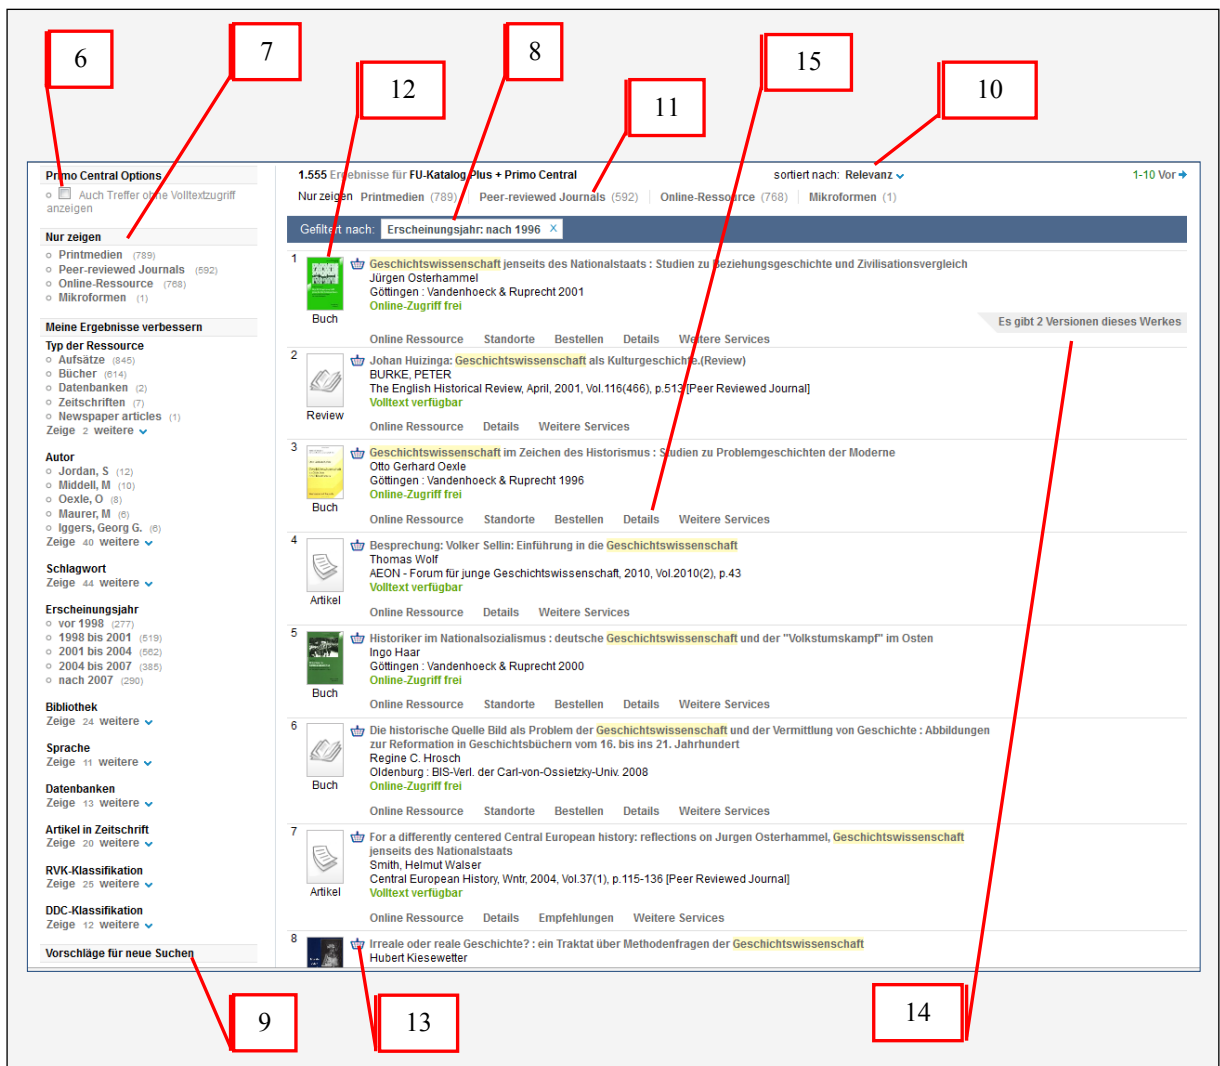 6
7
8
15
12
11
10
Primo Central Options
Auch Treffer ohne Volltextzugriff
anzeigen
Nur zeigen
Printmedien (789)
Peer-reviewed Journals (592)
Online-Ressource (768)
Mikroformen (1)
Meine Ergebnisse verbessern
Typ der Ressource
Aufsätze (845)
Bücher (614)
Datenbanken (2)
Zeitschriften (7)
Newspaper articles (1)
Zeige 2 weitere
Autor
Jordan, S (12)
Middell, M (10)
Oexle, O (8)
Maurer, M (6)
Iggers, Georg G. (6)
Zeige 40 weitere
Schlagwort
Zeige 44 weitere
Erscheinungsjahr
vor 1998 (277)
1998 bis 2001 (519)
2001 bis 2004 (562)
2004 bis 2007 (385)
nach 2007 (290)
Bibliothek
Zeige 24 weitere
Sprache
Zeige 11 weitere
Datenbanken
Zeige 13 weitere
Artikel in Zeitschrift
Zeige 20 weitere
RVK-Klassifikation
Zeige 25 weitere
DDC-Klassifikation
Zeige 12 weitere
Vorschläge für neue Suchen
1.555 Ergebnisse für FU-Katalog Plus + Primo Central sortiert nach: Relevanz 1-10 Vor
Nur zeigen Printmedien (789) Peer-reviewed Journals (592) Online-Ressource (768) Mikroformen (1)
Gefiltert nach: Erscheinungsjahr: nach 1996 X
1 Geschichtswissenschaft jenseits des Nationalstaats : Studien zu Beziehungsgeschichte und Zivilisationsvergleich
Jürgen Osterhammel
Göttingen : Vandenhoeck & Ruprecht 2001
Online-Zugriff frei
Buch
Es gibt 2 Versionen dieses Werkes
Online Ressource Standorte Bestellen Details Weitere Services
2 Johan Huizinga: Geschichtswissenschaft als Kulturgeschichte.(Review)
BURKE, PETER
The English Historical Review, April, 2001, Vol.116(466), p.513 [Peer Reviewed Journal]
Volltext verfügbar
Review
Online Ressource Details Weitere Services
3 Geschichtswissenschaft im Zeichen des Historismus : Studien zu Problemgeschichten der Moderne
Otto Gerhard Oexle
Göttingen : Vandenhoeck & Ruprecht 1996
Online-Zugriff frei
Buch
Online Ressource Standorte Bestellen Details Weitere Services
4 Besprechung: Volker Sellin: Einführung in die Geschichtswissenschaft
Thomas Wolf
AEON - Forum für junge Geschichtswissenschaft, 2010, Vol.2010(2), p.43
Volltext verfügbar
Artikel
Online Ressource Details Weitere Services
5 Historiker im Nationalsozialismus : deutsche Geschichtswissenschaft und der "Volkstumskampf" im Osten
Ingo Haar
Göttingen : Vandenhoeck & Ruprecht 2000
Online-Zugriff frei
Buch
Online Ressource Standorte Bestellen Details Weitere Services
6 Die historische Quelle Bild als Problem der Geschichtswissenschaft und der Vermittlung von Geschichte : Abbildungen
zur Reformation in Geschichtsbüchern vom 16. bis ins 21. Jahrhundert
Regine C. Hrosch
Oldenburg : BIS-Verl. der Carl-von-Ossietzky-Univ. 2008
Online-Zugriff frei
Buch
Online Ressource Standorte Bestellen Details Weitere Services
7 For a differently centered Central European history: reflections on Jurgen Osterhammel, Geschichtswissenschaft
jenseits des Nationalstaats
Smith, Helmut Walser
Central European History, Wntr, 2004, Vol.37(1), p.115-136 [Peer Reviewed Journal]
Volltext verfügbar
Artikel
Online Ressource Details Empfehlungen Weitere Services
8 Irreale oder reale Geschichte? : ein Traktat über Methodenfragen der Geschichtswissenschaft
Hubert Kiesewetter
9
13
14